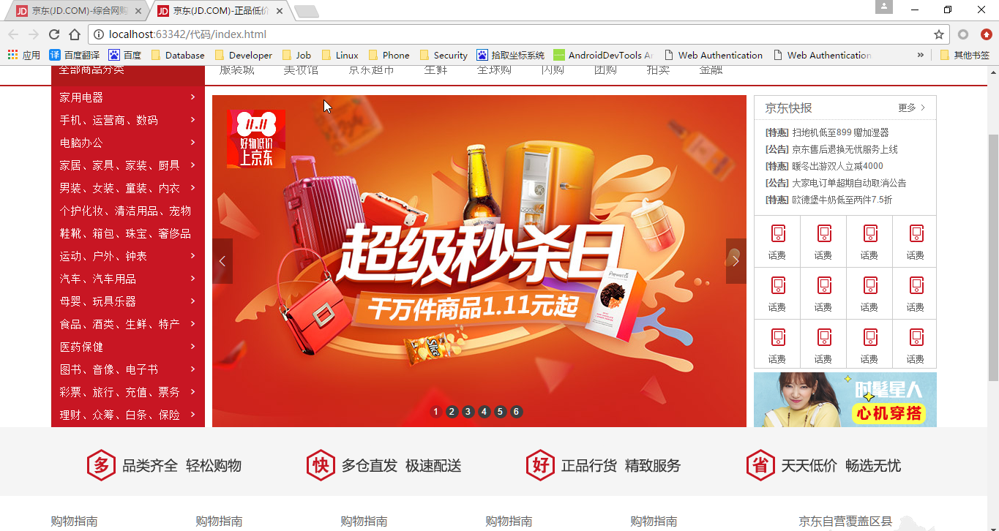 JD 京东(JD.COM)-综合网购 JD 京东(JD.COM)-正品低价
localhost:63342/代码/index.html
应用 译 百度翻译 百度 Database Developer Job Linux Phone Security 拾取坐标系统 AndroidDevTools An Web Authentication Web Authentication » 其他书签
全部商品分类 服装城 美妆馆 京东超市 生鲜 全球购 闪购 团购 拍卖 金融
家用电器
手机、运营商、数码
电脑办公
家居、家具、家装、厨具
男装、女装、童装、内衣
个护化妆、清洁用品、宠物
鞋靴、箱包、珠宝、奢侈品
运动、户外、钟表
汽车、汽车用品
母婴、玩具乐器
食品、酒类、生鲜、特产
医药保健
图书、音像、电子书
彩票、旅行、充值、票务
理财、众筹、白条、保险
11.11
好物低价
上京东
超级秒杀日
千万件商品1.11元起
Prewett's
Slice
1 2 3 4 5 6
京东快报 更多
[特惠] 扫地机低至899 赠加湿器
[公告] 京东售后退换无忧服务上线
[特惠] 暖冬出游双人立减4000
[公告] 大家电订单超期自动取消公告
[特惠] 欧德堡牛奶低至两件7.5折
话费 话费 话费 话费
话费 话费 话费 话费
话费 话费 话费 话费
时髦星人
心机穿搭
多 品类齐全 轻松购物 快 多仓直发 极速配送 好 正品行货 精致服务 省 天天低价 畅选无忧
购物指南 购物指南 购物指南 购物指南 购物指南 京东自营覆盖区县